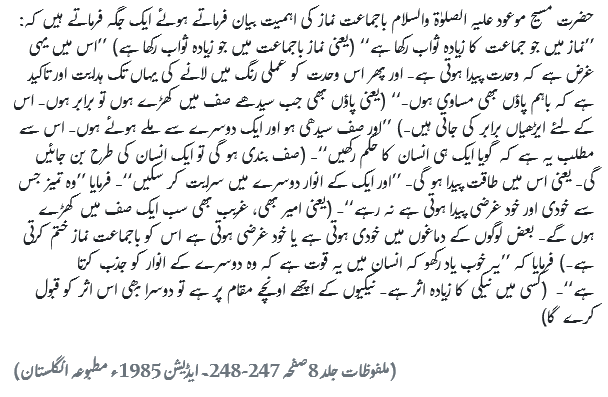 حضرت مسیح موعود علیہ الصلوٰۃ والسلام باجماعت نماز کی اہمیت بیان فرماتے ہوئے ایک جگہ فرماتے ہیں کہ:
’’نماز میں جو جماعت کا زیادہ ثواب رکھا ہے‘‘ (یعنی نماز باجماعت میں جو زیادہ ثواب رکھا ہے) ’’اس میں یہی
غرض ہے کہ وحدت پیدا ہوتی ہے۔ اور پھر اس وحدت کو عملی رنگ میں لانے کی یہاں تک ہدایت اور تاکید
ہے کہ باہم پاؤں بھی مساوی ہوں۔‘‘ (یعنی پاؤں بھی جب سیدھے صف میں کھڑے ہوں تو برابر ہوں۔ اس
کے لئے ایڑھیاں برابر کی جاتی ہیں۔) ’’اور صف سیدھی ہو اور ایک دوسرے سے ملے ہوئے ہوں۔ اس سے
مطلب یہ ہے کہ گویا ایک ہی انسان کا حکم رکھیں‘‘۔ (صف بندی ہو گی تو ایک انسان کی طرح بن جائیں
گی۔ یعنی اس میں طاقت پیدا ہو گی۔ ’’اور ایک کے انوار دوسرے میں سرایت کر سکیں‘‘۔ فرمایا ’’وہ تمیز جس
سے خودی اور خود غرضی پیدا ہوتی ہے نہ رہے‘‘۔ (یعنی امیر بھی، غریب بھی سب ایک صف میں کھڑے
ہوں گے۔ بعض لوگوں کے دماغوں میں خودی ہوتی ہے یا خود غرضی ہوتی ہے اس کو باجماعت نماز ختم کرتی
ہے۔) فرمایا کہ ’’یہ خوب یاد رکھو کہ انسان میں یہ قوت ہے کہ وہ دوسرے کے انوار کو جذب کرتا
ہے‘‘۔ (کسی میں نیکی کا زیادہ اثر ہے۔ نیکیوں کے اچھے اونچے مقام پر ہے تو دوسرا بھی اس اثر کو قبول
کرے گا)
(ملفوظات جلد 8 صفحہ 247-248۔ ایڈیشن 1985ء مطبوعہ انگلستان)